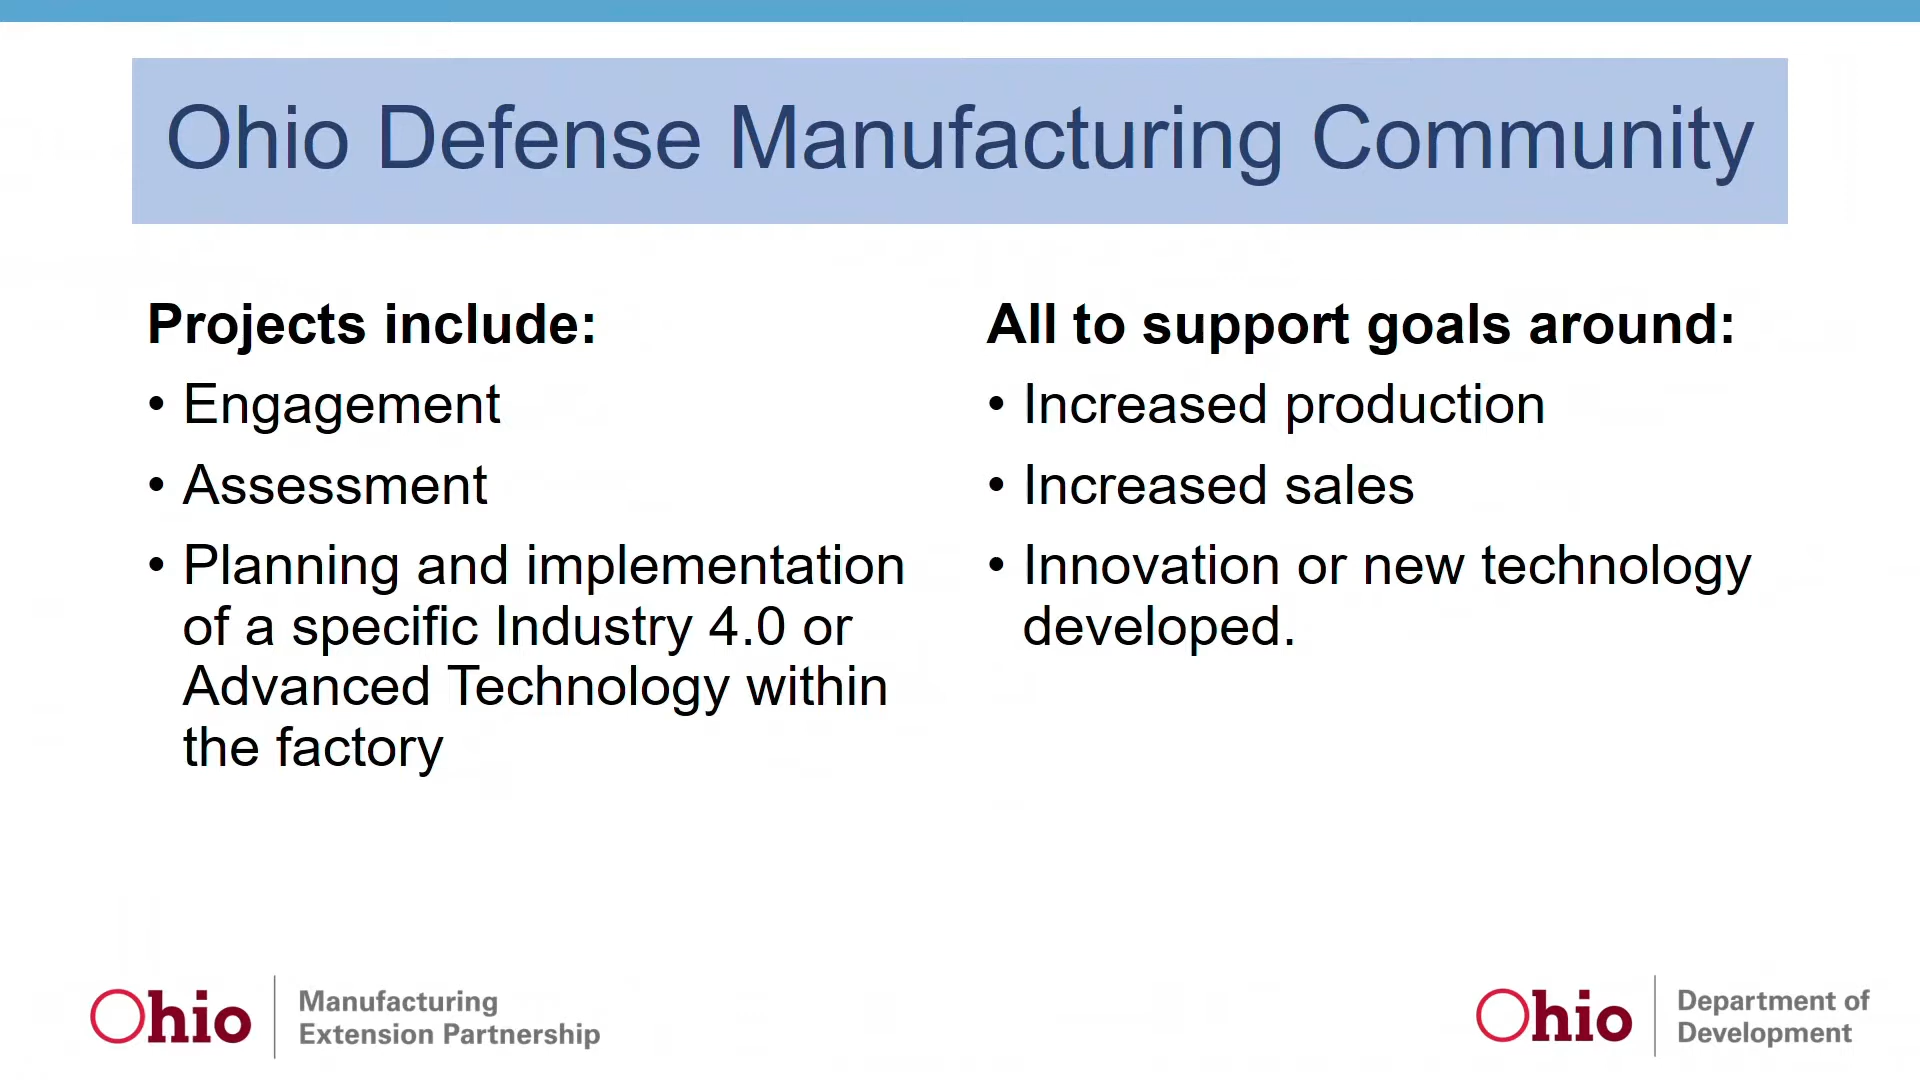 Ohio Defense Manufacturing Community
Projects include:
• Engagement
• Assessment
• Planning and implementation
of a specific Industry 4.0 or
Advanced Technology within
the factory
All to support goals around:
• Increased production
• Increased sales
• Innovation or new technology
developed.
Ohio
Manufacturing
Extension Partnership
Ohio
Department of
Development